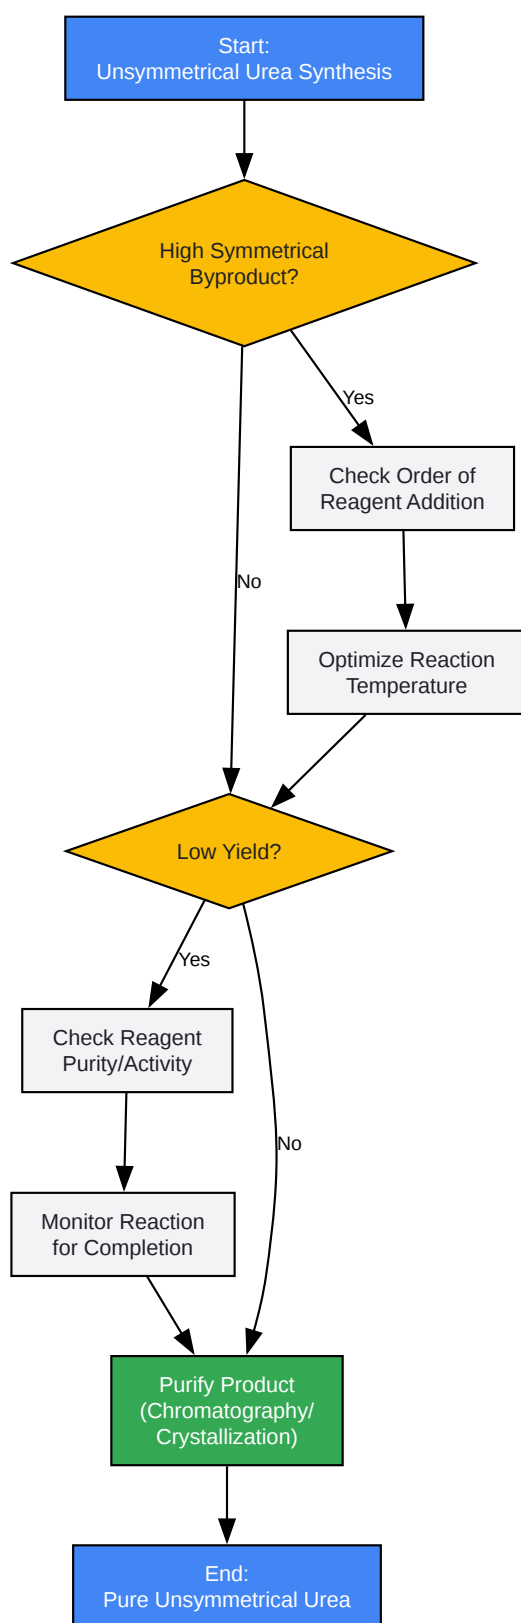 Start:
Unsymmetrical Urea Synthesis
High Symmetrical
Byproduct?
Yes
Check Order of
Reagent Addition
No
Optimize Reaction
Temperature
Low Yield?
Yes
Check Reagent
Purity/Activity
No
Monitor Reaction
for Completion
Purify Product
(Chromatography/
Crystallization)
End:
Pure Unsymmetrical Urea